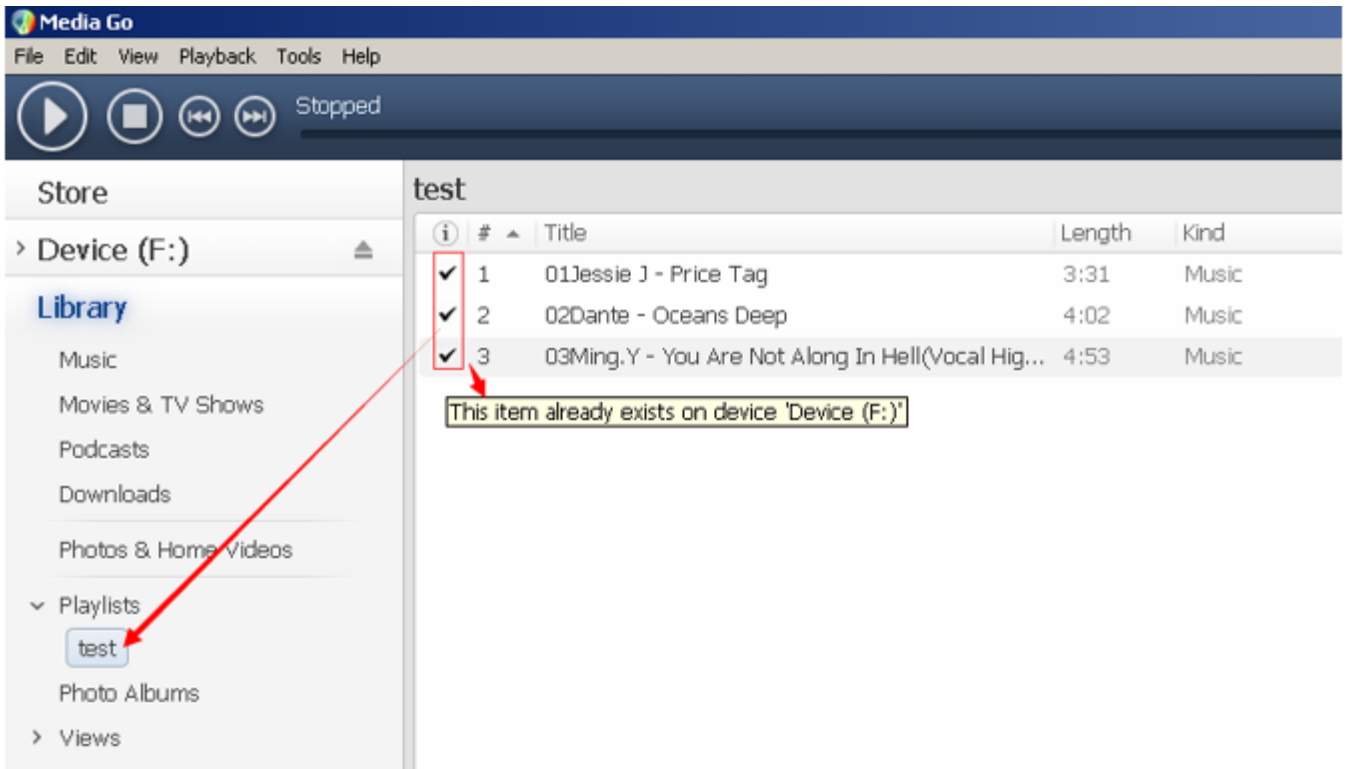 Media Go
File Edit View Playback Tools Help
Stopped
Store
Device (F:)
Library
Music
Movies & TV Shows
Podcasts
Downloads
Photos & Home Videos
Playlists
test
Photo Albums
Views
test
i # Title Length Kind
1 01Jessie J - Price Tag 3:31 Music
2 02Dante - Oceans Deep 4:02 Music
3 03Ming.Y - You Are Not Along In Hell(Vocal Hig... 4:53 Music
This item already exists on device 'Device (F:)'